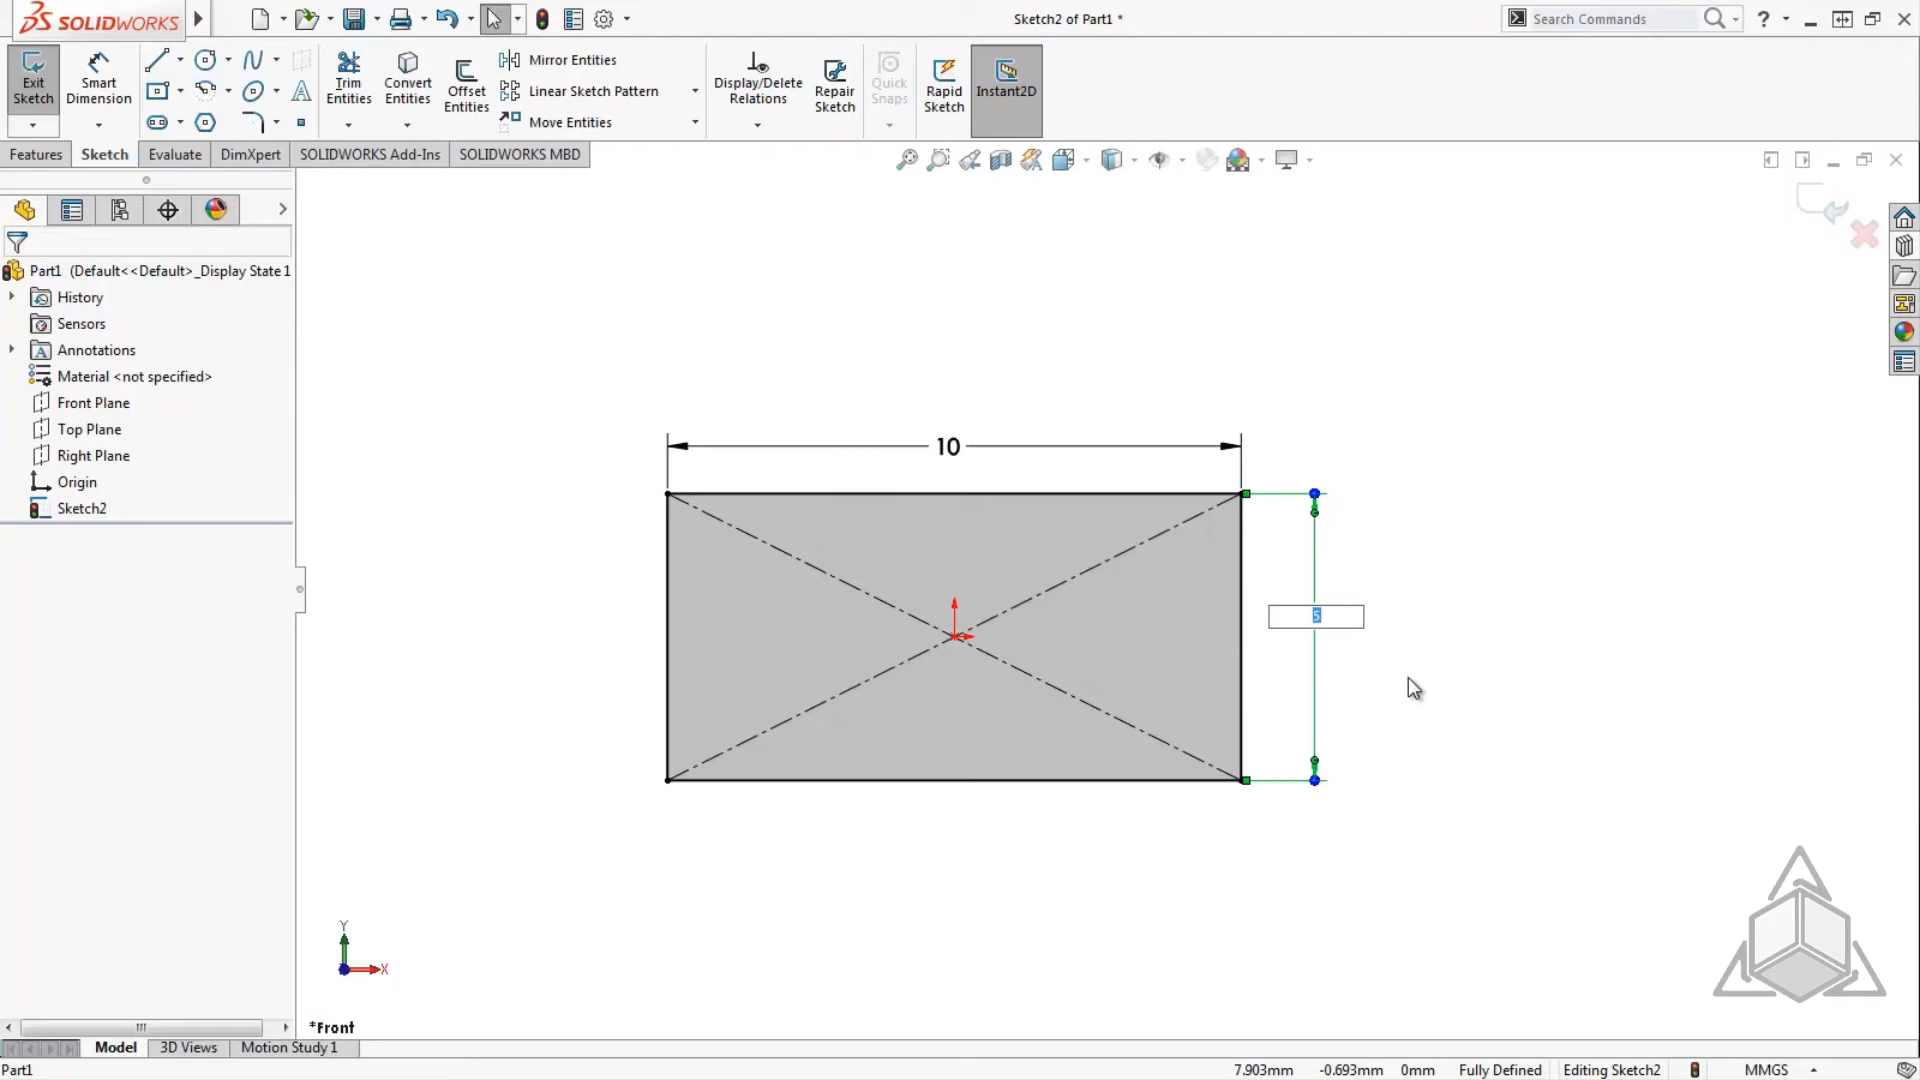 SOLIDWORKS
Sketch2 of Part1 *
Search Commands
?
Exit Sketch
Smart Dimension
Trim Entities
Convert Entities
Offset Entities
Mirror Entities
Linear Sketch Pattern
Move Entities
Display/Delete Relations
Repair Sketch
Quick Snaps
Rapid Sketch
Instant2D
Features
Sketch
Evaluate
DimXpert
SOLIDWORKS Add-Ins
SOLIDWORKS MBD
Part1 (Default<<Default>_Display State 1
History
Sensors
Annotations
Material <not specified>
Front Plane
Top Plane
Right Plane
Origin
Sketch2
10
5
Y
X
*Front
Model
3D Views
Motion Study 1
Part1
7.903mm
-0.693mm
0mm
Fully Defined
Editing Sketch2
MMGS